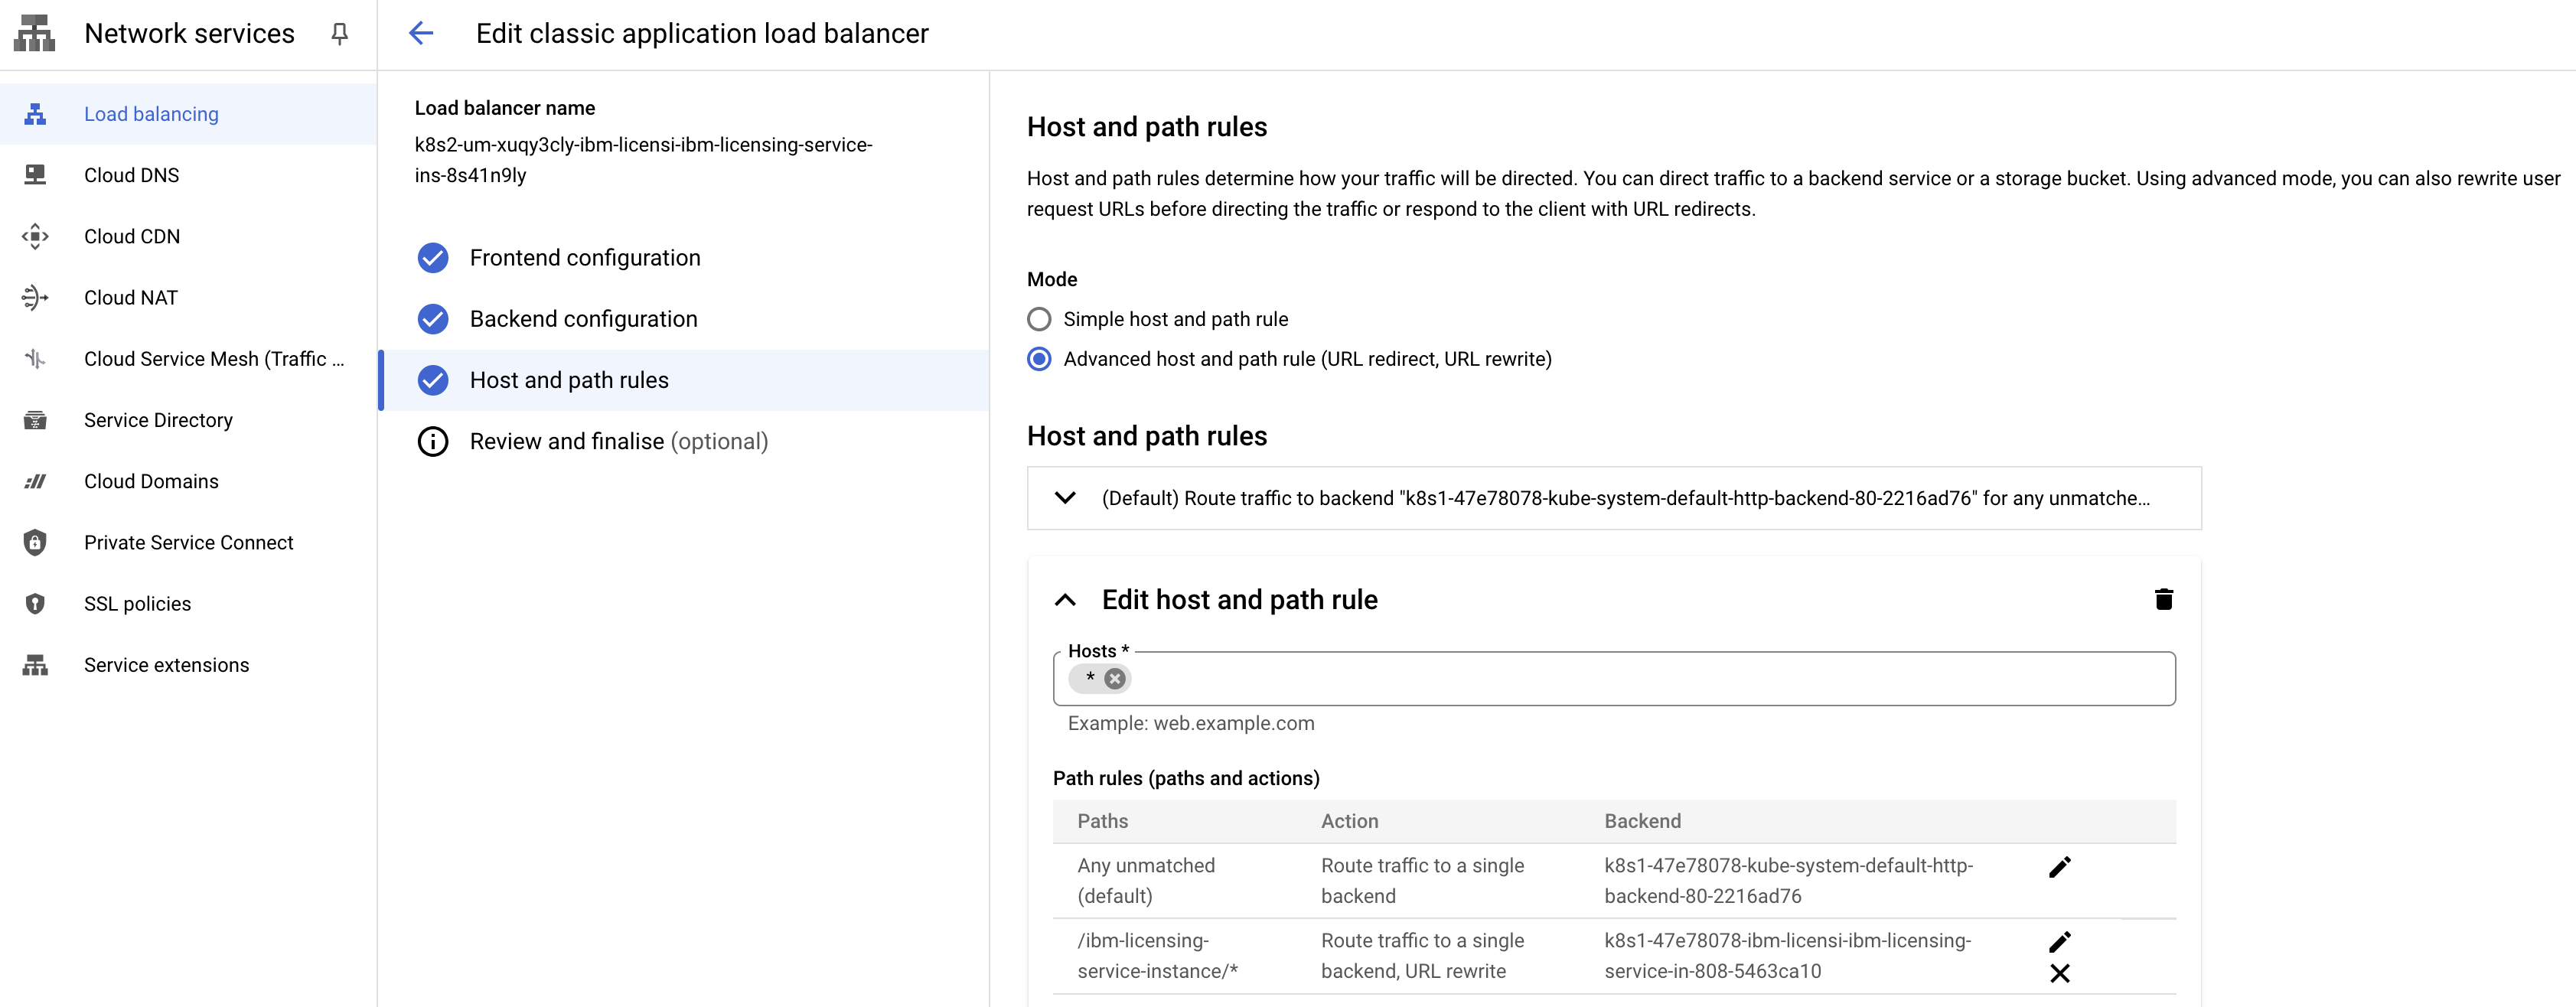 Network services
Edit classic application load balancer
Load balancing
Cloud DNS
Cloud CDN
Cloud NAT
Cloud Service Mesh (Traffic ...
Service Directory
Cloud Domains
Private Service Connect
SSL policies
Service extensions
Load balancer name
k8s2-um-xuqy3cly-ibm-licensi-ibm-licensing-service-
ins-8s41n9ly
Frontend configuration
Backend configuration
Host and path rules
Review and finalise (optional)
Host and path rules
Host and path rules determine how your traffic will be directed. You can direct traffic to a backend service or a storage bucket. Using advanced mode, you can also rewrite user
request URLs before directing the traffic or respond to the client with URL redirects.
Mode
Simple host and path rule
Advanced host and path rule (URL redirect, URL rewrite)
Host and path rules
(Default) Route traffic to backend "k8s1-47e78078-kube-system-default-http-backend-80-2216ad76" for any unmatche...
Edit host and path rule
Hosts *
*
Example: web.example.com
Path rules (paths and actions)
Paths Action Backend
Any unmatched
(default)
Route traffic to a single
backend
k8s1-47e78078-kube-system-default-http-
backend-80-2216ad76
/ibm-licensing-
service-instance/*
Route traffic to a single
backend, URL rewrite
k8s1-47e78078-ibm-licensi-ibm-licensing-
service-in-808-5463ca10